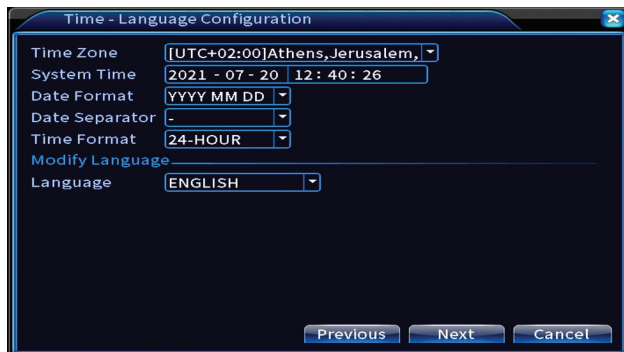 Time - Language Configuration
Time Zone [UTC+02:00]Athens,Jerusalem,
System Time 2021 - 07 - 20 12 : 40 : 26
Date Format YYYY MM DD
Date Separator -
Time Format 24-HOUR
Modify Language
Language ENGLISH
Previous Next Cancel